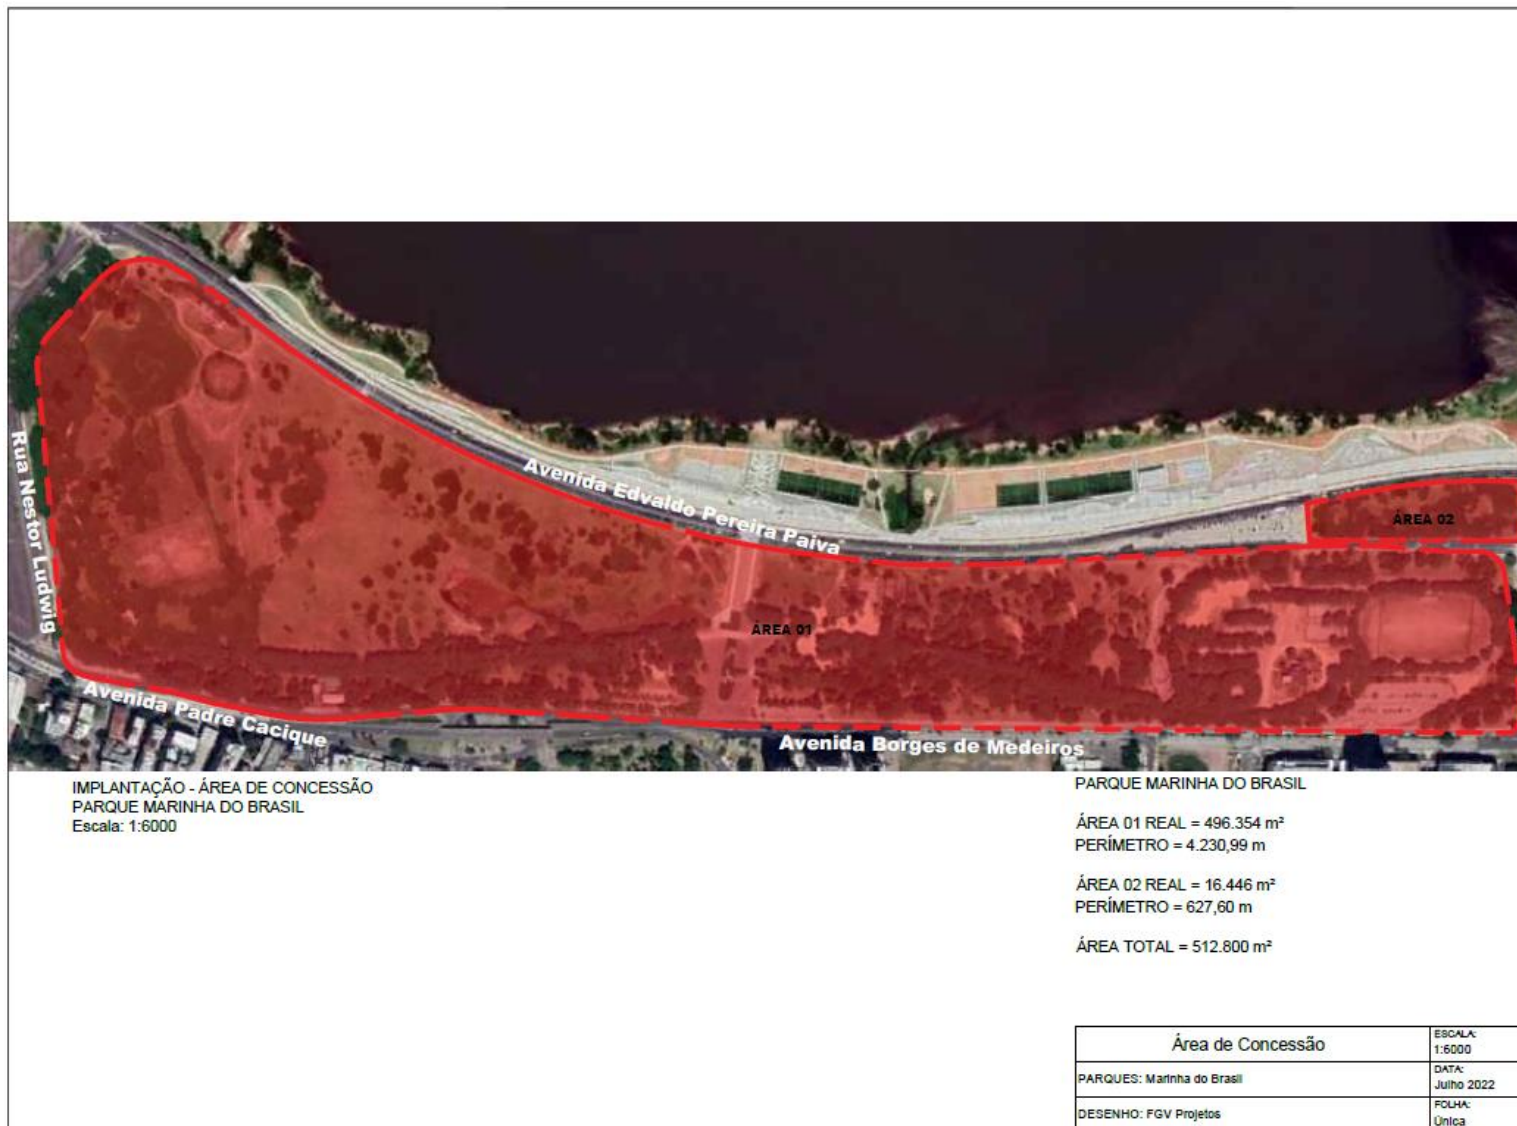 Rua Nestor Ludwig
Avenida Edvaldo Pereira Paiva
ÁREA 02
ÁREA 01
Avenida Padre Cacique
Avenida Borges de Medeiros
IMPLANTAÇÃO - ÁREA DE CONCESSÃO
PARQUE MARINHA DO BRASIL
Escala: 1:6000
PARQUE MARINHA DO BRASIL
ÁREA 01 REAL = 496.354 m²
PERÍMETRO = 4.230,99 m
ÁREA 02 REAL = 16.446 m²
PERÍMETRO = 627,60 m
ÁREA TOTAL = 512.800 m²
Área de Concessão
ESCALA:
1:6000
PARQUES: Marinha do Brasil
DATA:
Julho 2022
DESENHO: FGV Projetos
FOLHA:
Única